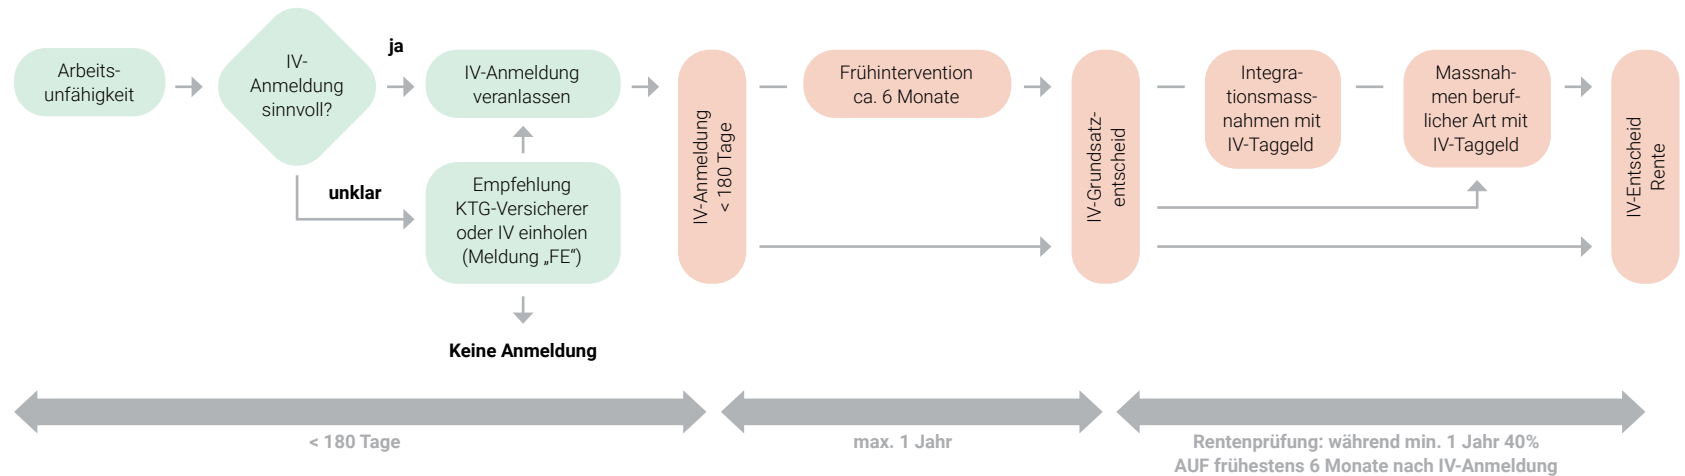 Arbeits-
unfähigkeit
IV-
Anmeldung
sinnvoll?
ja
unklar
IV-Anmeldung
veranlassen
Empfehlung
KTG-Versicherer
oder IV einholen
(Meldung „FE“)
Keine Anmeldung
IV-Anmeldung
< 180 Tage
Frühintervention
ca. 6 Monate
IV-Grundsatz-
entscheid
Integra-
tionsmass-
nahmen mit
IV-Taggeld
Massnah-
men beruf-
licher Art mit
IV-Taggeld
IV-Entscheid
Rente
< 180 Tage
max. 1 Jahr
Rentenprüfung: während min. 1 Jahr 40%
AUF frühestens 6 Monate nach IV-Anmeldung